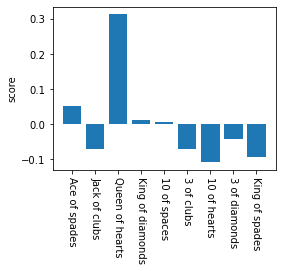 score
0.3
0.2
0.1
0.0
−0.1
Ace of spades
Jack of clubs
Queen of hearts
King of diamonds
10 of spaces
3 of clubs
10 of hearts
3 of diamonds
King of spades